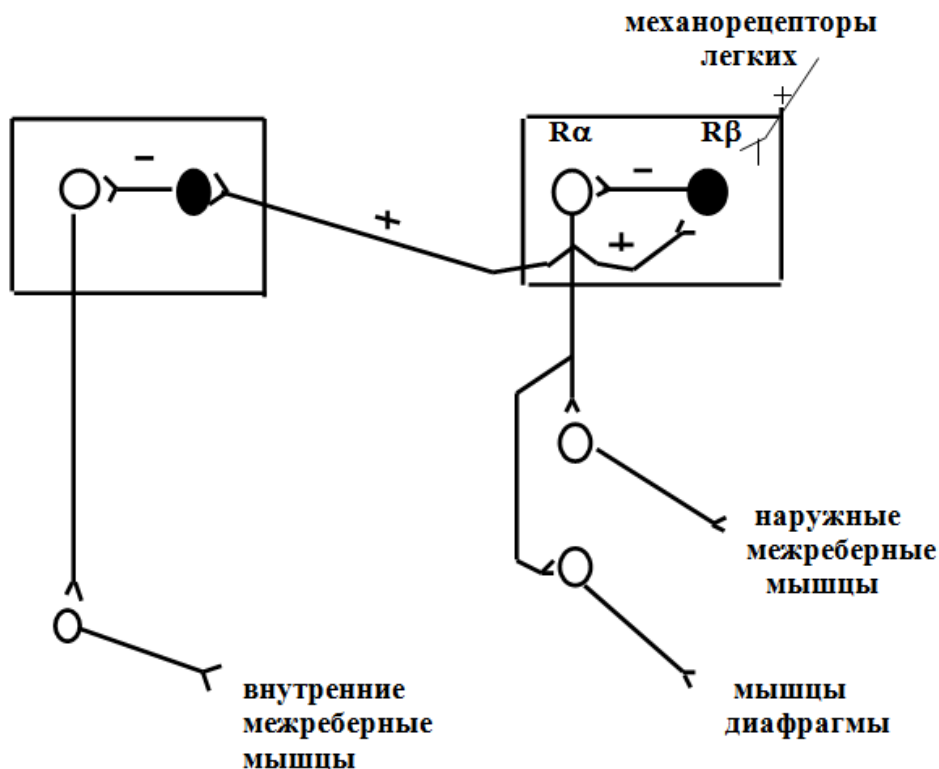 механорецепторы
легких
+
Rα
Rβ
-
-
+
+
наружные
межреберные
мышцы
внутренние
межреберные
мышцы
мышцы
диафрагмы